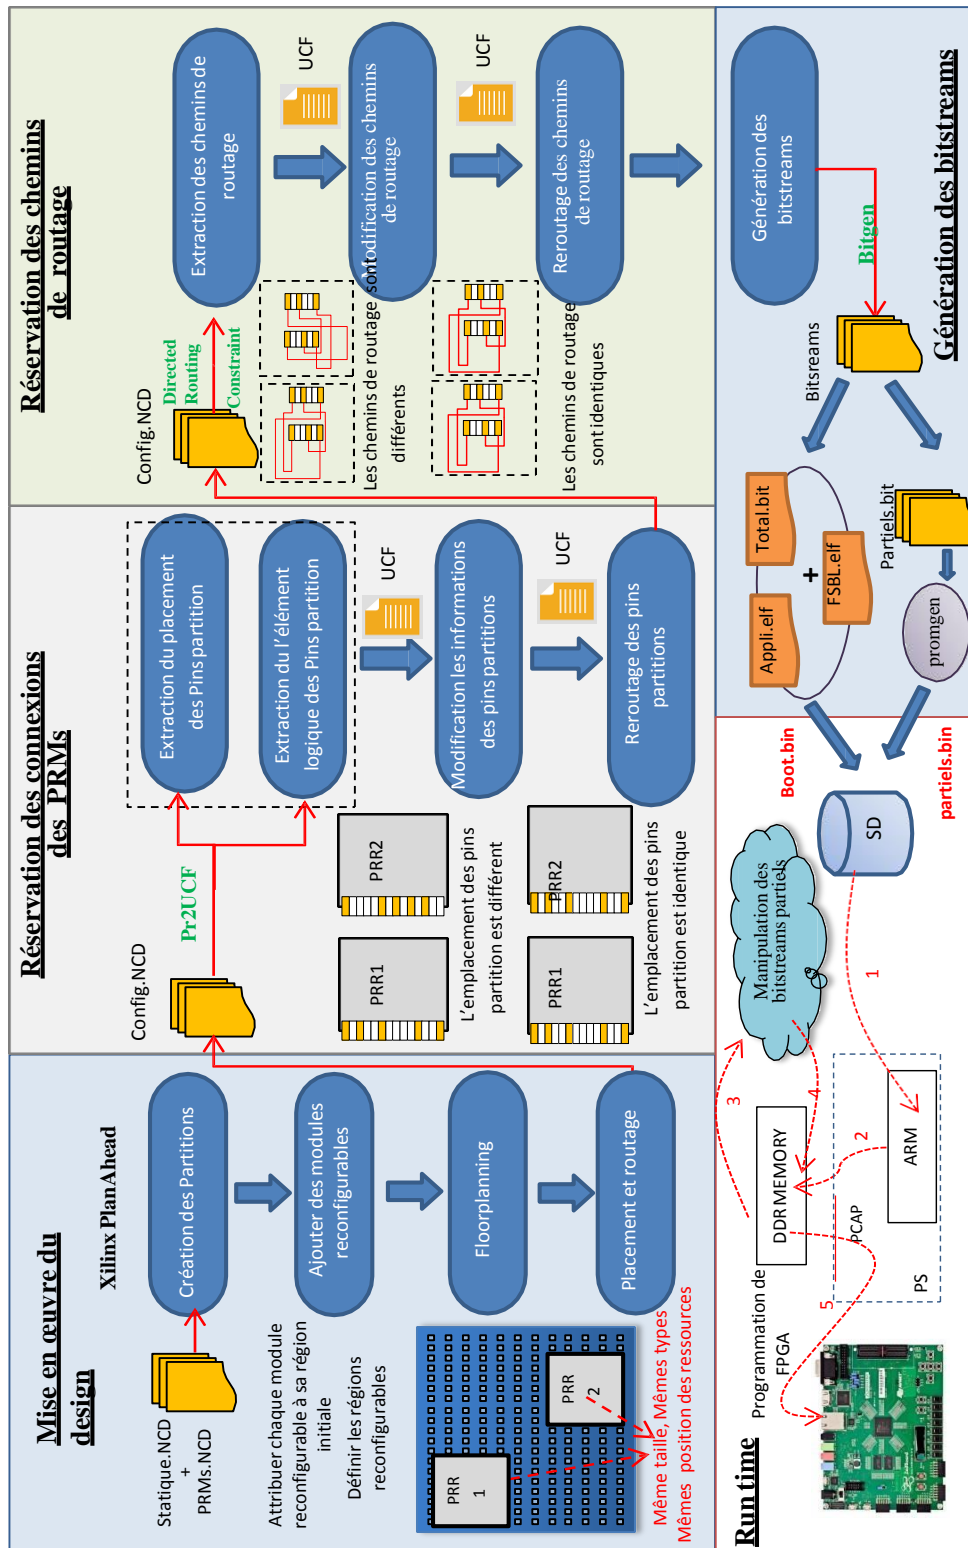 Mise en œuvre du
design
Xilinx PlanAhead
Statique.NCD
+
PRMs.NCD
Création des Partitions
Attribuer chaque module
reconfigurable à sa région
initiale
Ajouter des modules
reconfigurables
Définir les régions
reconfigurables
Floorplanning
PRR
1
PRR
2
Même taille, Mêmes types
Mêmes position des ressources
Placement et routage
Réservation des connexions
des PRMs
Config.NCD
Pr2UCF
Extraction du placement
des Pins partition
Extraction du l'élément
logique des Pins partition
UCF
PRR1
PRR2
L'emplacement des pins
partition est différent
Modification les informations
des pins partitions
UCF
PRR1
PRR2
L'emplacement des pins
partition est identique
Reroutage des pins
partitions
Réservation des chemins
de routage
Config.NCD
Directed
Routing
Constraint
Extraction des chemins de
routage
UCF
Les chemins de routage sont
différents
Modification des chemins
de routage
UCF
Les chemins de routage
sont identiques
Reroutage des chemins
de routage
Runtime
Programmation de
FPGA
DDR MEMORY
PCAP
PS
ARM
Manipulation des
bitstreams partiels
SD
1
2
3
4
5
Boot.bin
partiels.bin
Appli.elf
Total.bit
+
FSBL.elf
promgen
Partiels.bit
Bitsreams
Bitgen
Génération des
bitstreams
Génération des bitstreams